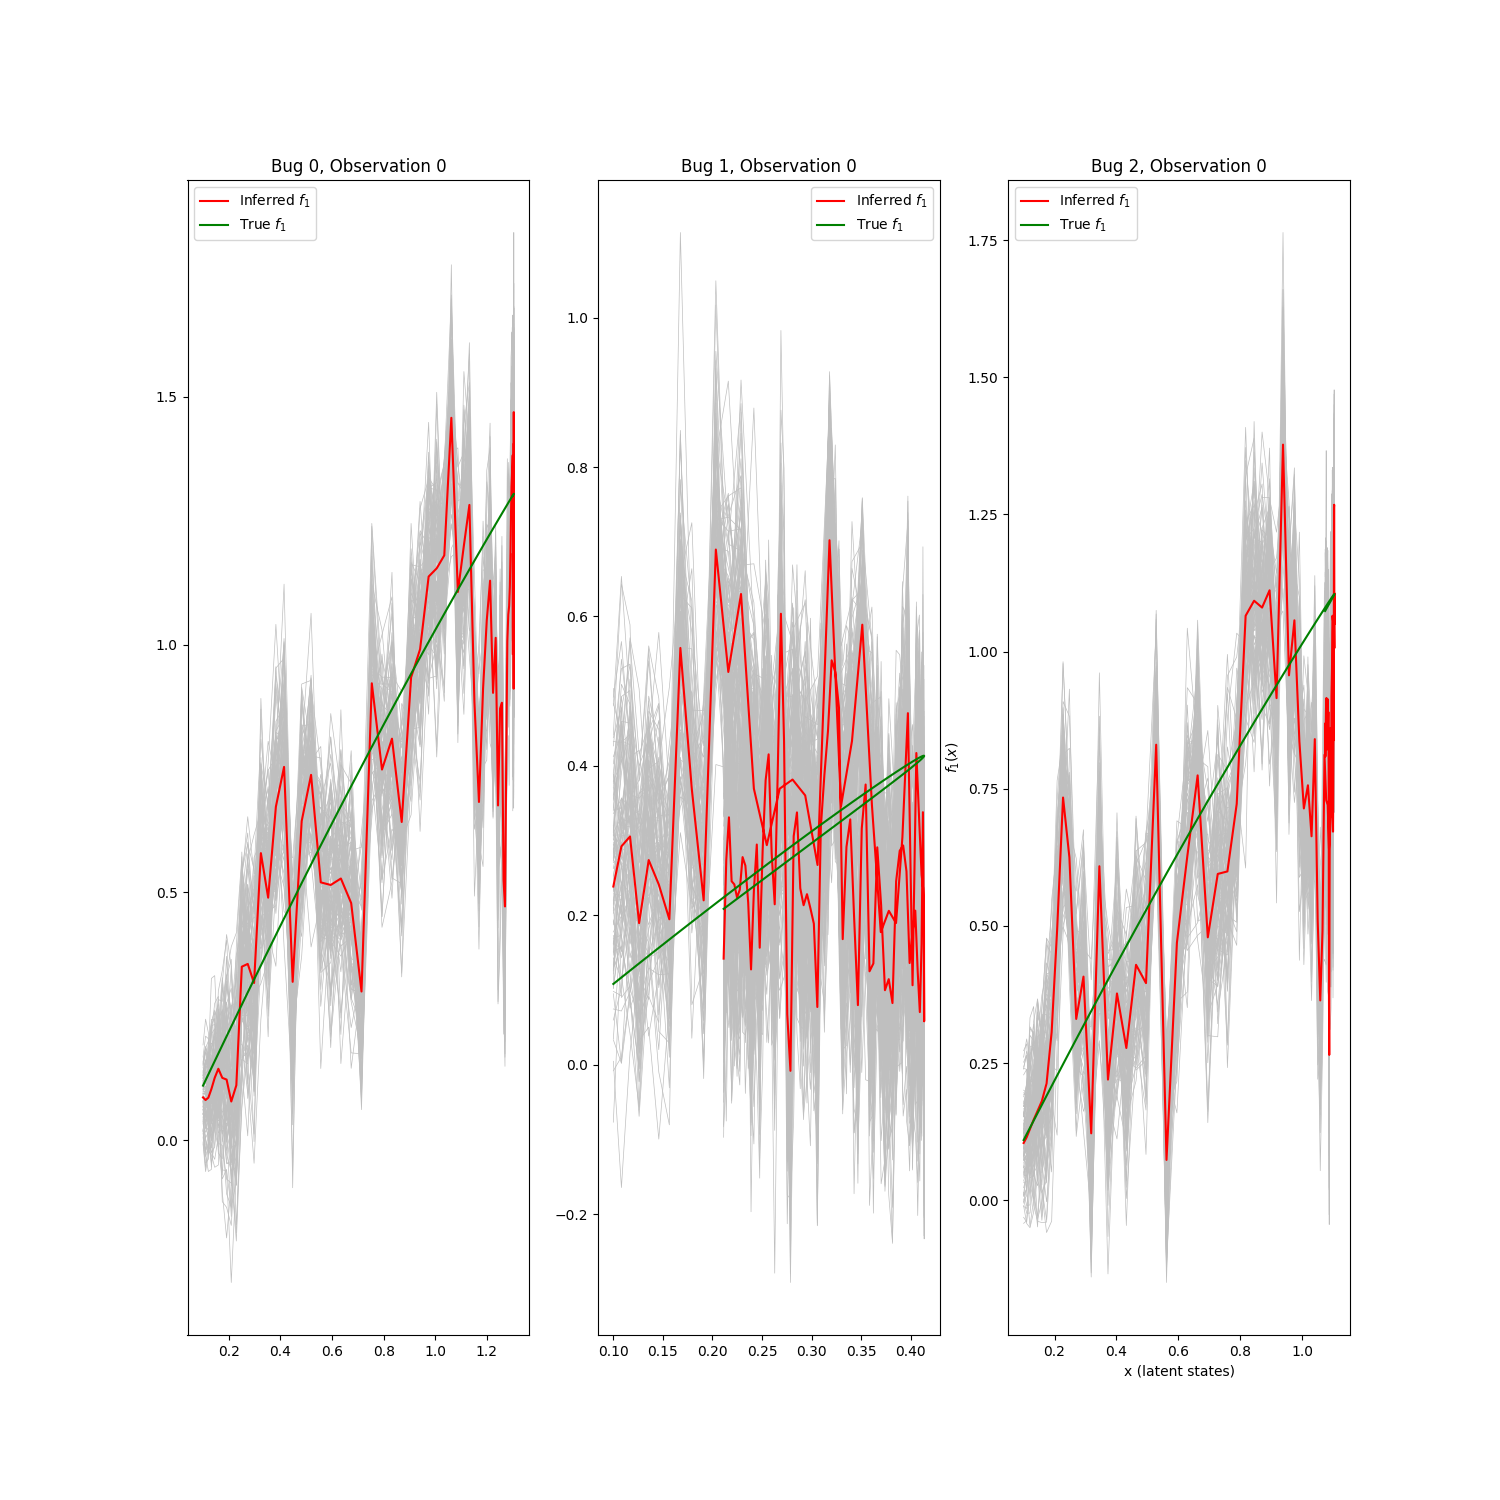 Bug 0, Observation 0
Inferred f₁
True f₁
1.5
1.0
0.5
0.0
0.2 0.4 0.6 0.8 1.0 1.2
Bug 1, Observation 0
Inferred f₁
True f₁
1.0
0.8
0.6
0.4
0.2
0.0
−0.2
0.10 0.15 0.20 0.25 0.30 0.35 0.40
Bug 2, Observation 0
Inferred f₁
True f₁
f₁(x)
1.75
1.50
1.25
1.00
0.75
0.50
0.25
0.00
0.2 0.4 0.6 0.8 1.0
x (latent states)